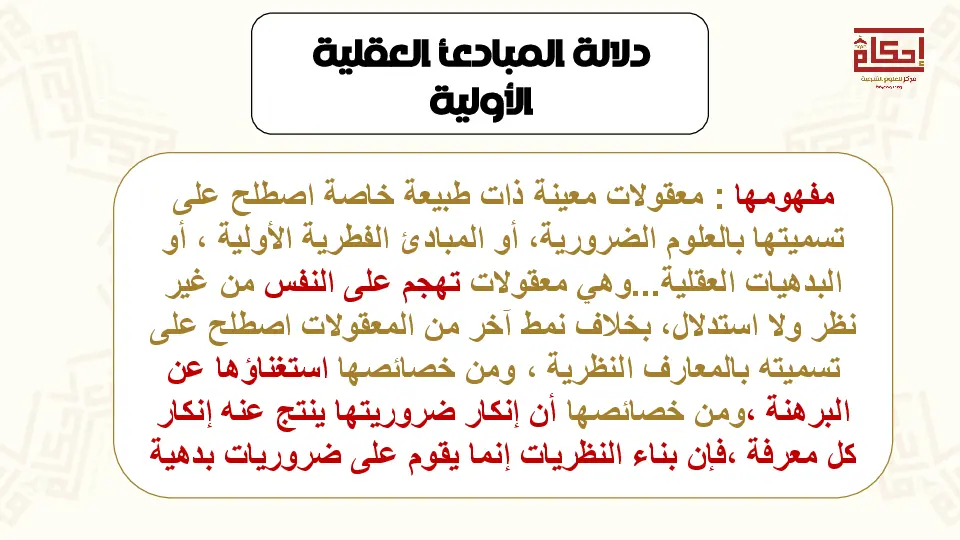 دلالة المبادئ العقلية
الأولية
إحكام
مركز للعلوم الشرعية
مفهومها : معقولات معينة ذات طبيعة خاصة اصطلح على
تسميتها بالعلوم الضرورية، أو المبادئ الفطرية الأولية ، أو
البدهيات العقلية...وهي معقولات تهجم على النفس من غير
نظر ولا استدلال، بخلاف نمط آخر من المعقولات اصطلح على
تسميته بالمعارف النظرية ، ومن خصائصها استغناؤها عن
البرهنة ،ومن خصائصها أن إنكار ضروريتها ينتج عنه إنكار
كل معرفة ،فإن بناء النظريات إنما يقوم على ضروريات بدهية